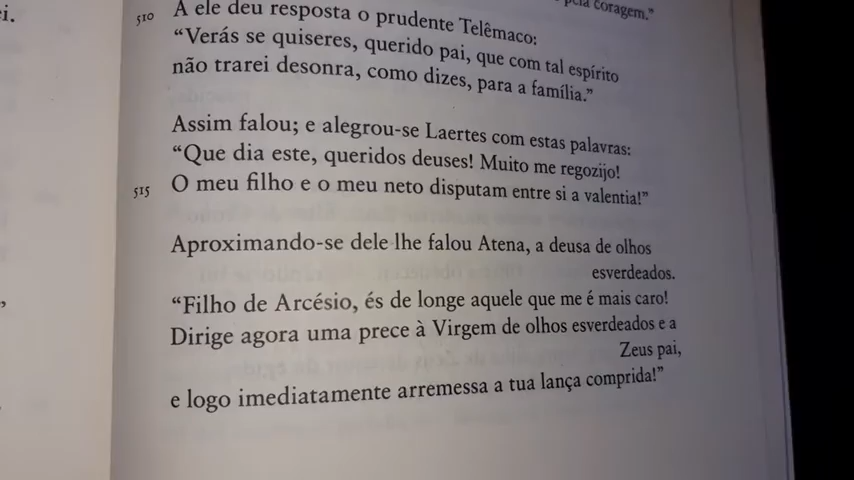 ei.
pela coragem.”
510 A ele deu resposta o prudente Telêmaco:
“Verás se quiseres, querido pai, que com tal espírito
não trarei desonra, como dizes, para a família.”
Assim falou; e alegrou-se Laertes com estas palavras:
“Que dia este, queridos deuses! Muito me regozijo!
515 O meu filho e o meu neto disputam entre si a valentia!”
Aproximando-se dele lhe falou Atena, a deusa de olhos
esverdeados.
“Filho de Arcésio, és de longe aquele que me é mais caro!
Dirige agora uma prece à Virgem de olhos esverdeados e a
Zeus pai,
e logo imediatamente arremessa a tua lança comprida!”